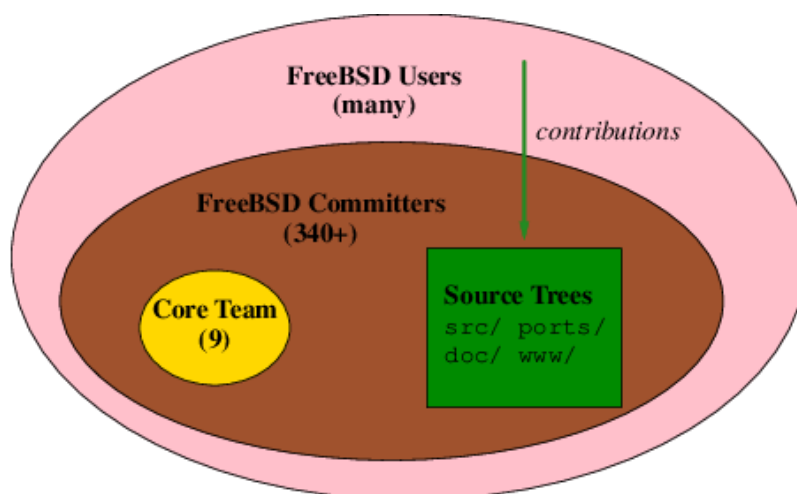 FreeBSD Users
(many)
contributions
FreeBSD Committers
(340+)
Core Team
(9)
Source Trees
src/ ports/
doc/ www/